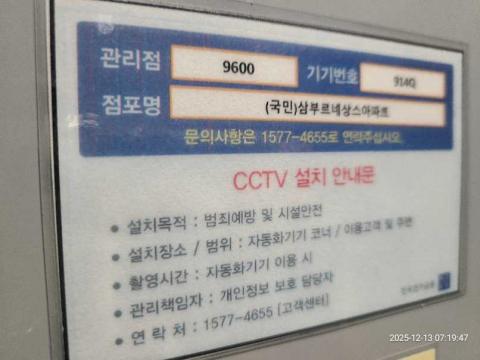 관리점 9600 기기번호 914Q
점포명 (국민)삼부르네상스아파트
문의사항은 1577-4655로 연락주십시오.
CCTV 설치 안내문
• 설치목적 : 범죄예방 및 시설안전
• 설치장소 / 범위 : 자동화기기 코너 / 이용고객 및 주변
• 촬영시간 : 자동화기기 이용 시
• 관리책임자 : 개인정보 보호 담당자
• 연 락 처 : 1577-4655 [고객센터]
2025-12-13 07:19:47